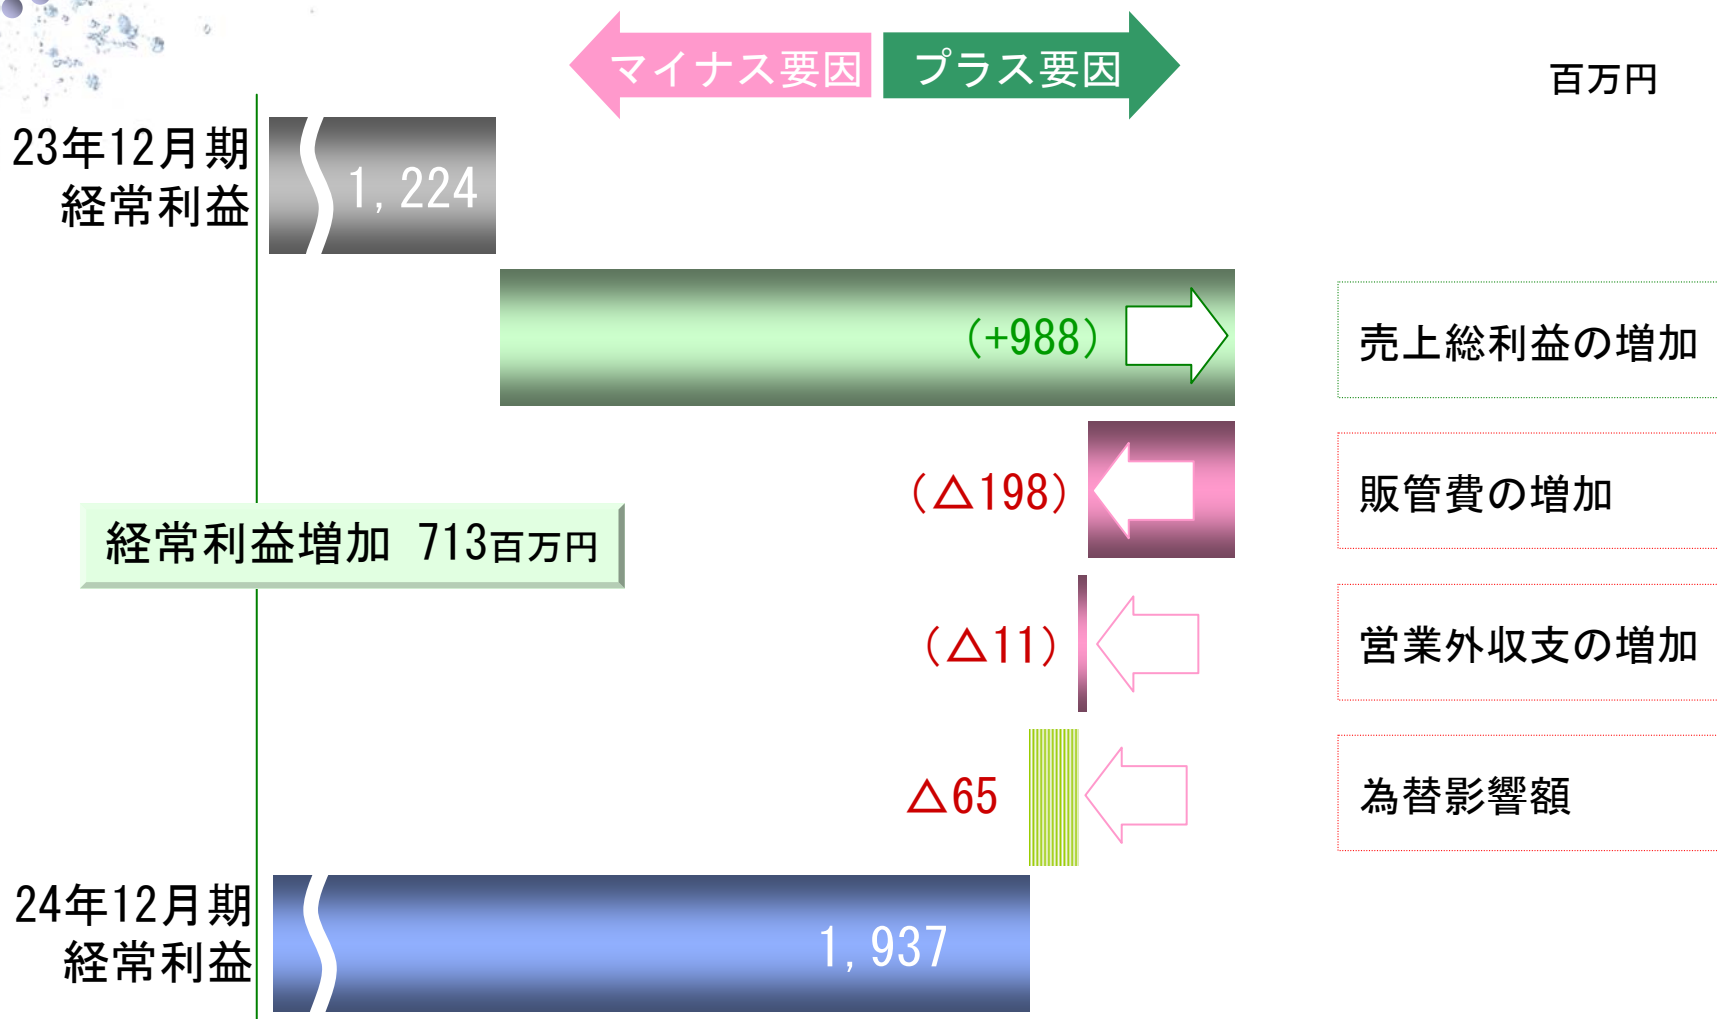 マイナス要因 プラス要因
百万円
23年12月期
経常利益
1,224
(+988)
売上総利益の増加
(△198)
販管費の増加
経常利益増加 713百万円
(△11)
営業外収支の増加
△65
為替影響額
24年12月期
経常利益
1,937